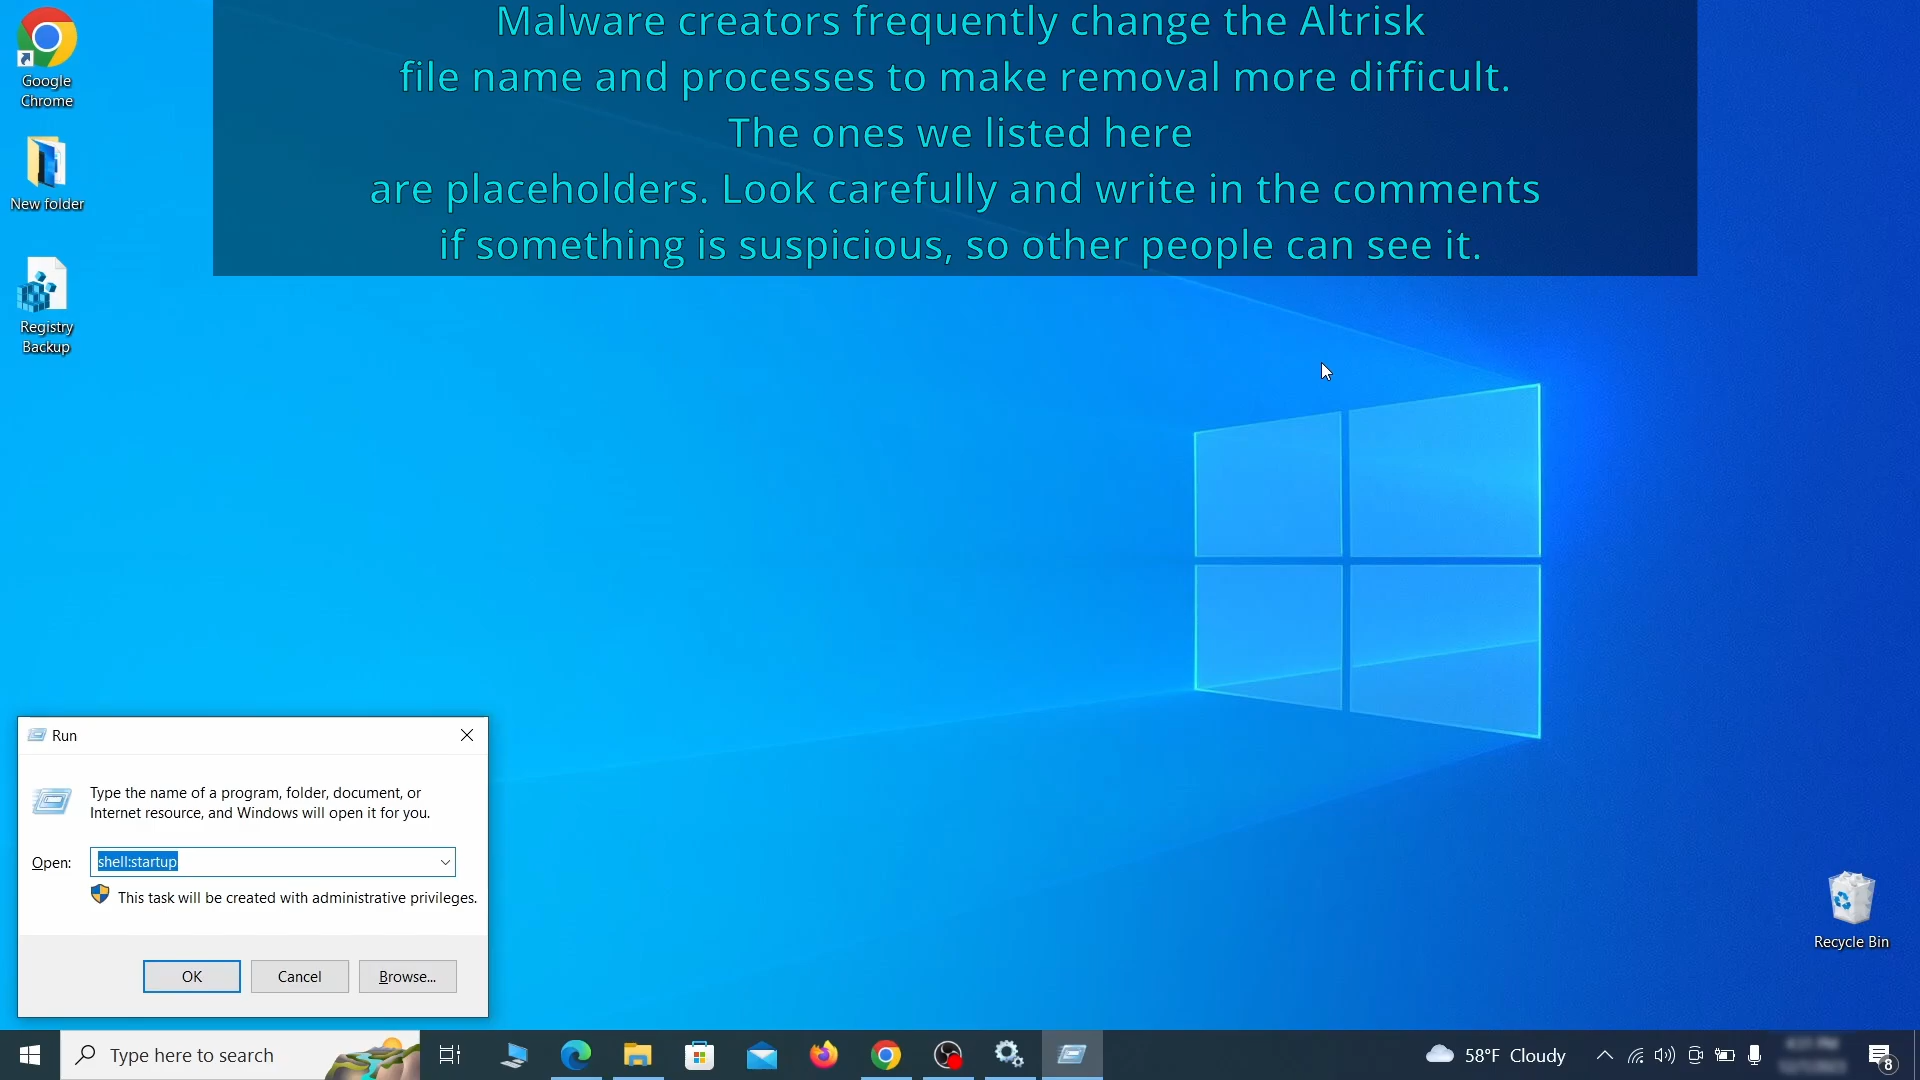 Malware creators frequently change the Altrisk
file name and processes to make removal more difficult.
The ones we listed here
are placeholders. Look carefully and write in the comments
if something is suspicious, so other people can see it.
Google
Chrome
New folder
Registry
Backup
Run
Type the name of a program, folder, document, or
Internet resource, and Windows will open it for you.
Open:
shell:startup
This task will be created with administrative privileges.
OK
Cancel
Browse...
Recycle Bin
Type here to search
58°F Cloudy
8